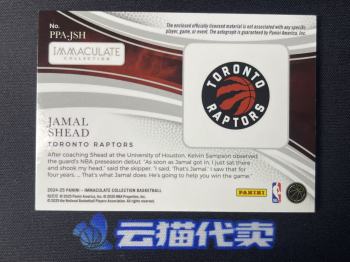 No.
PPA-JSH
The enclosed officially licensed material is not associated with any specific
player, game, or event. The autograph is guaranteed by Panini America, Inc.
IMMACULATE
COLLECTION
TORONTO
RAPTORS
JAMAL
SHEAD
TORONTO RAPTORS
After coaching Shead at the University of Houston, Kelvin Sampson observed
the guard's NBA preseason debut. "As soon as Jamal got in, I just sat there
and shook my head," said the skipper. "I said, 'That's Jamal.' I saw that for
four years. ... That's what Jamal does. He's going to help you win the game."
2024-25 PANINI – IMMACULATE COLLECTION BASKETBALL
PANINI
NBA
云猫代卖